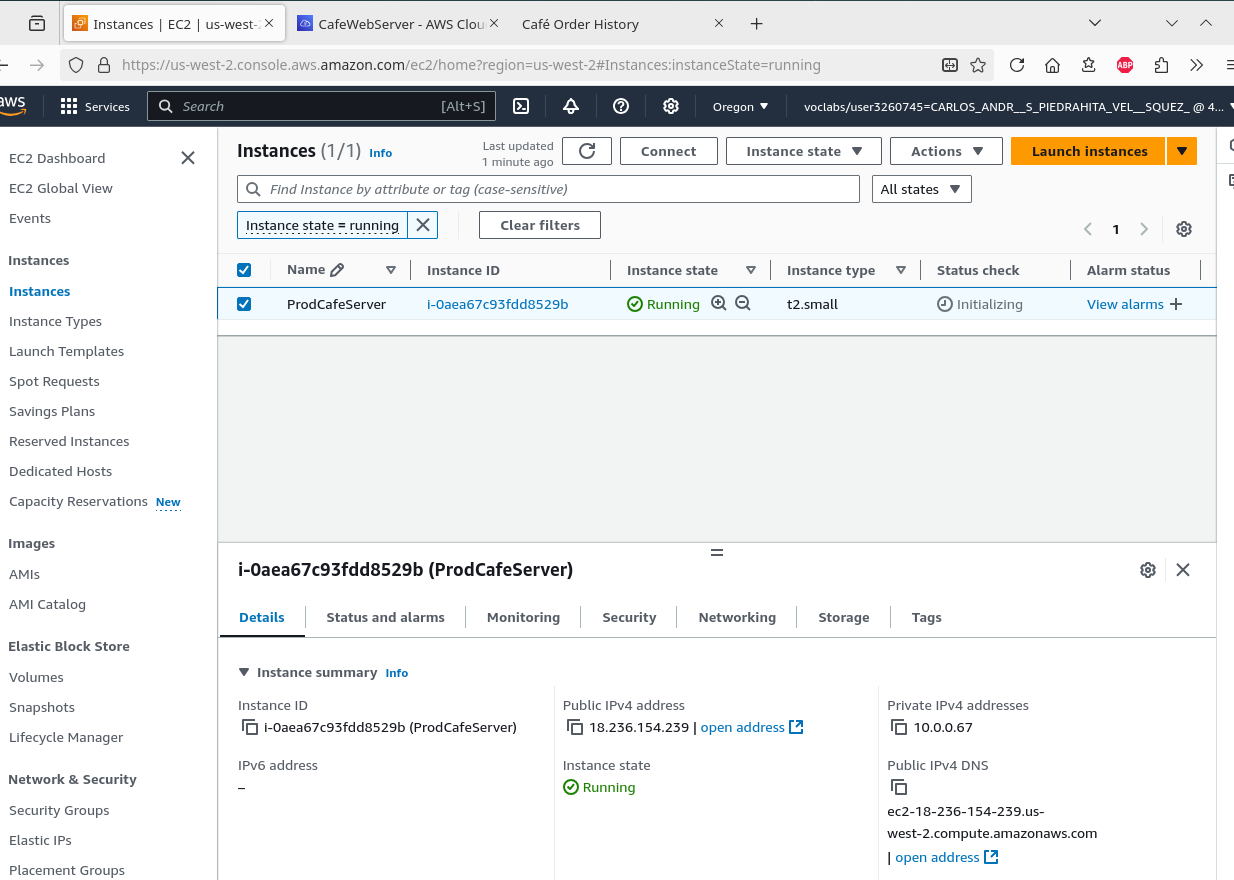 Instances | EC2 | us-west-2
CafeWebServer - AWS Clou
Café Order History
https://us-west-2.console.aws.amazon.com/ec2/home?region=us-west-2#Instances:instanceState=running
ABP
aws
Services
Search
[Alt+S]
Oregon
voclabs/user3260745=CARLOS_ANDR__S_PIEDRAHITA_VEL__SQUEZ_ @ 4...
EC2 Dashboard
EC2 Global View
Events
Instances
Instances
Instance Types
Launch Templates
Spot Requests
Savings Plans
Reserved Instances
Dedicated Hosts
Capacity Reservations New
Images
AMIs
AMI Catalog
Elastic Block Store
Volumes
Snapshots
Lifecycle Manager
Network & Security
Security Groups
Elastic IPs
Placement Groups
Instances (1/1) Info
Last updated
1 minute ago
Connect
Instance state
Actions
Launch instances
Find Instance by attribute or tag (case-sensitive)
All states
Instance state = running
Clear filters
1
Name
Instance ID
Instance state
Instance type
Status check
Alarm status
ProdCafeServer
i-0aea67c93fdd8529b
Running
t2.small
Initializing
View alarms
i-0aea67c93fdd8529b (ProdCafeServer)
Details
Status and alarms
Monitoring
Security
Networking
Storage
Tags
Instance summary Info
Instance ID
i-0aea67c93fdd8529b (ProdCafeServer)
Public IPv4 address
18.236.154.239 | open address
Private IPv4 addresses
10.0.0.67
IPv6 address
–
Instance state
Running
Public IPv4 DNS
ec2-18-236-154-239.us-
west-2.compute.amazonaws.com
| open address